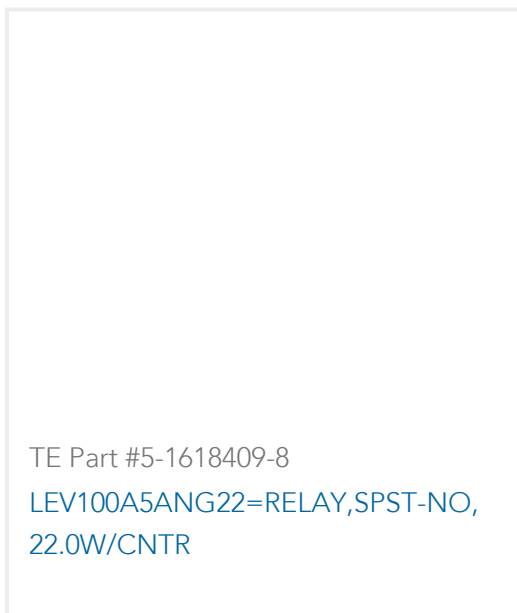 TE Part #5-1618409-8
LEV100A5ANG22=RELAY,SPST-NO,
22.0W/CNTR